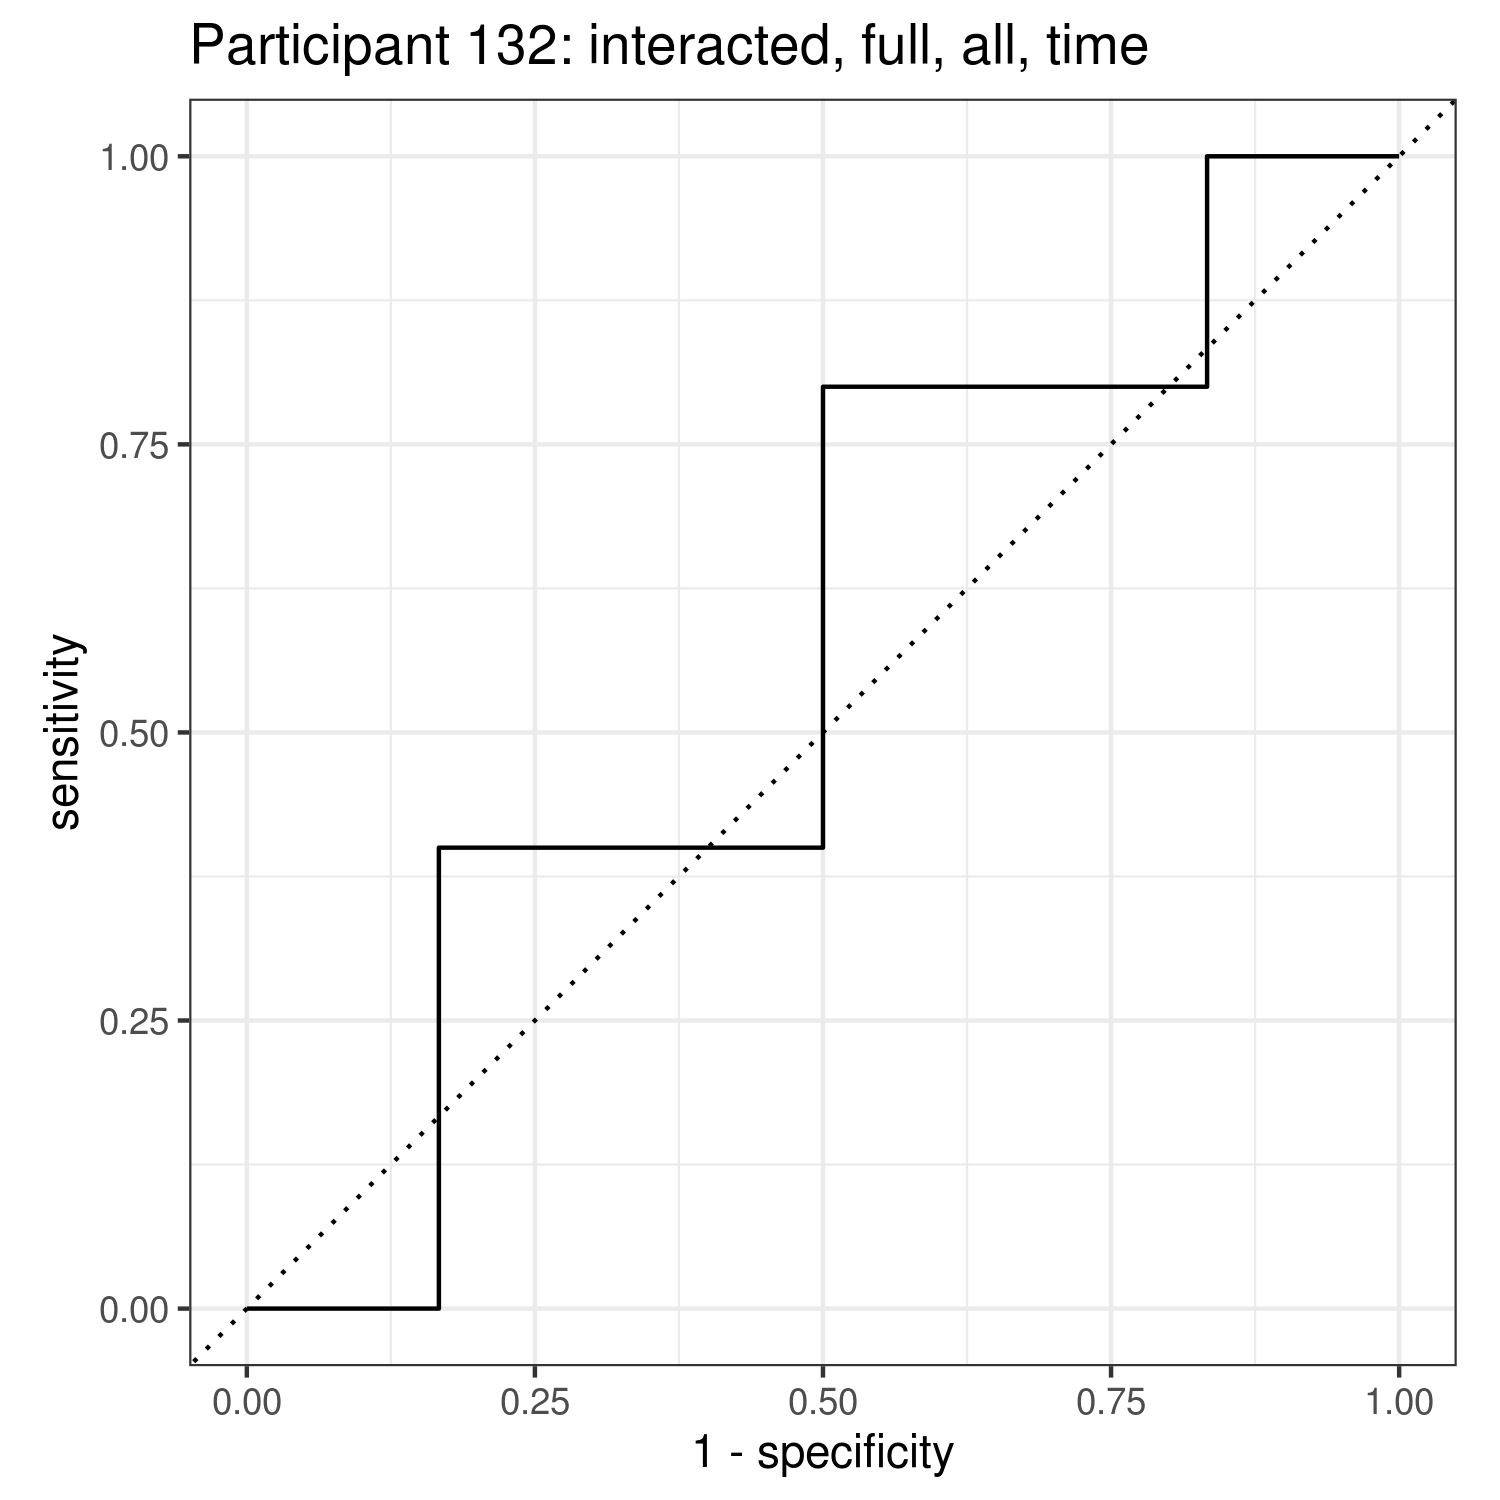 Participant 132: interacted, full, all, time
1.00
0.75
0.50
0.25
0.00
sensitivity
0.00 0.25 0.50 0.75 1.00
1 - specificity